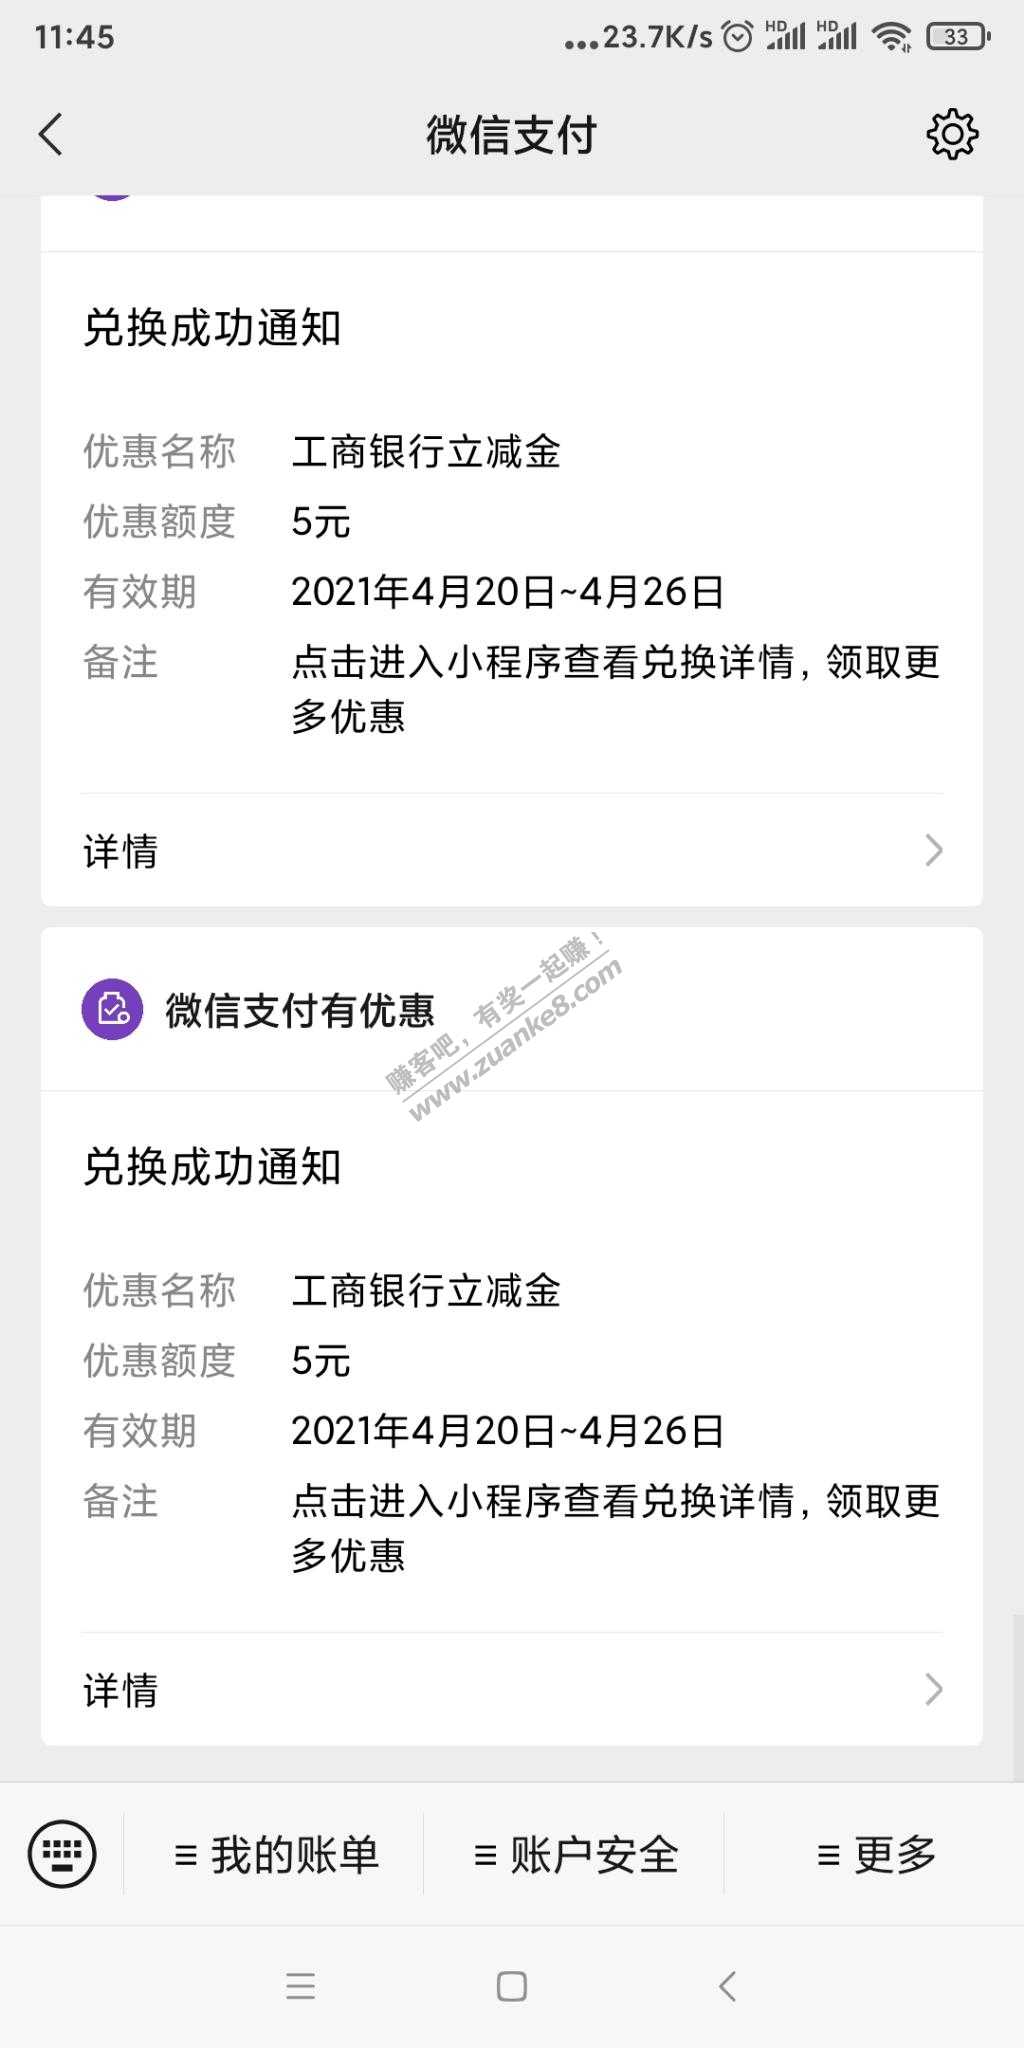 11:45
...23.7K/s HD HD 33
微信支付
兑换成功通知
优惠名称 工商银行立减金
优惠额度 5元
有效期 2021年4月20日~4月26日
备注 点击进入小程序查看兑换详情，领取更
多优惠
详情
微信支付有优惠
赚客吧，有奖一起赚！
www.zuanke8.com
兑换成功通知
优惠名称 工商银行立减金
优惠额度 5元
有效期 2021年4月20日~4月26日
备注 点击进入小程序查看兑换详情，领取更
多优惠
详情
我的账单 账户安全 更多